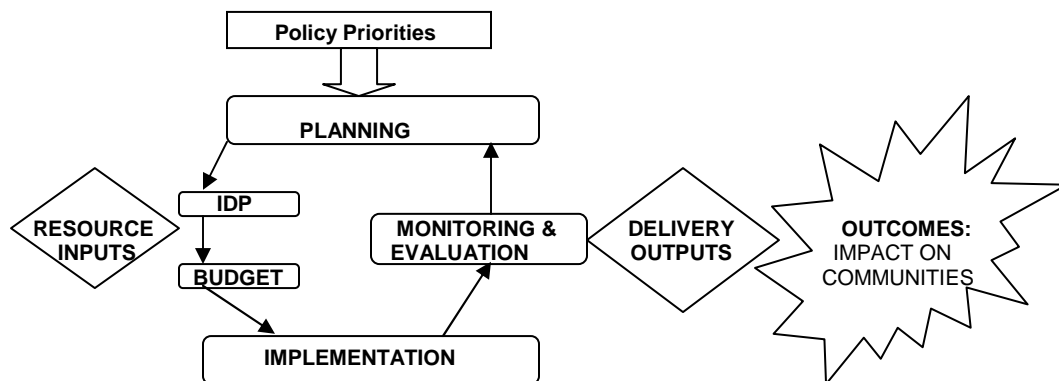 Policy Priorities
PLANNING
IDP
RESOURCE
INPUTS
BUDGET
MONITORING &
EVALUATION
DELIVERY
OUTPUTS
OUTCOMES:
IMPACT ON
COMMUNITIES
IMPLEMENTATION